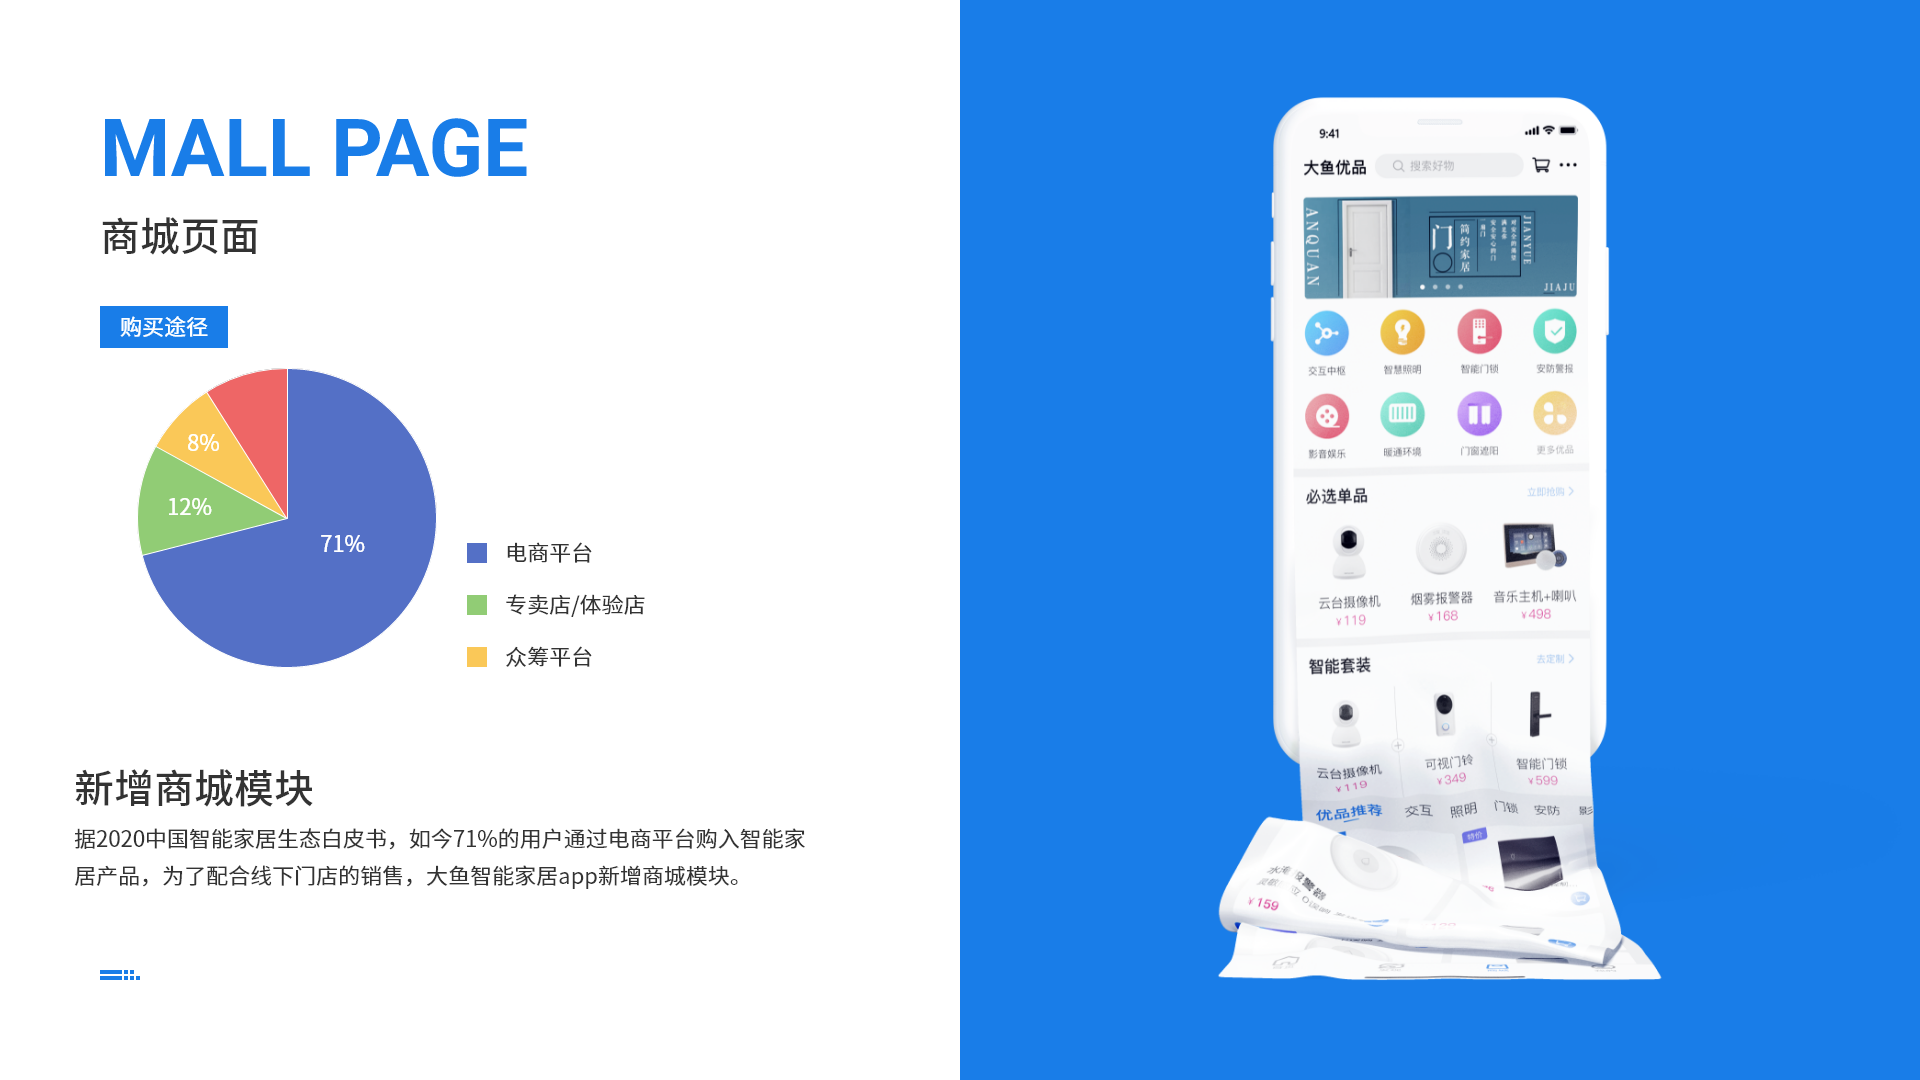 MALL PAGE
商城页面
购买途径
8%
12%
71%
电商平台
专卖店/体验店
众筹平台
新增商城模块
据2020中国智能家居生态白皮书，如今71%的用户通过电商平台购入智能家
居产品，为了配合线下门店的销售，大鱼智能家居app新增商城模块。
9:41
大鱼优品
搜索好物
ANQUAN
门
简约家居
JIANYUE
JIAJU
交互中枢
智慧照明
智能门锁
安防警报
影音娱乐
暖通环境
门窗遮阳
更多优品
必选单品
立即抢购
云台摄像机
烟雾报警器
音乐主机+喇叭
¥119
¥168
¥498
智能套装
去定制
云台摄像机
可视门铃
智能门锁
¥119
¥349
¥599
优品推荐
交互
照明
门锁
安防
特价
¥159